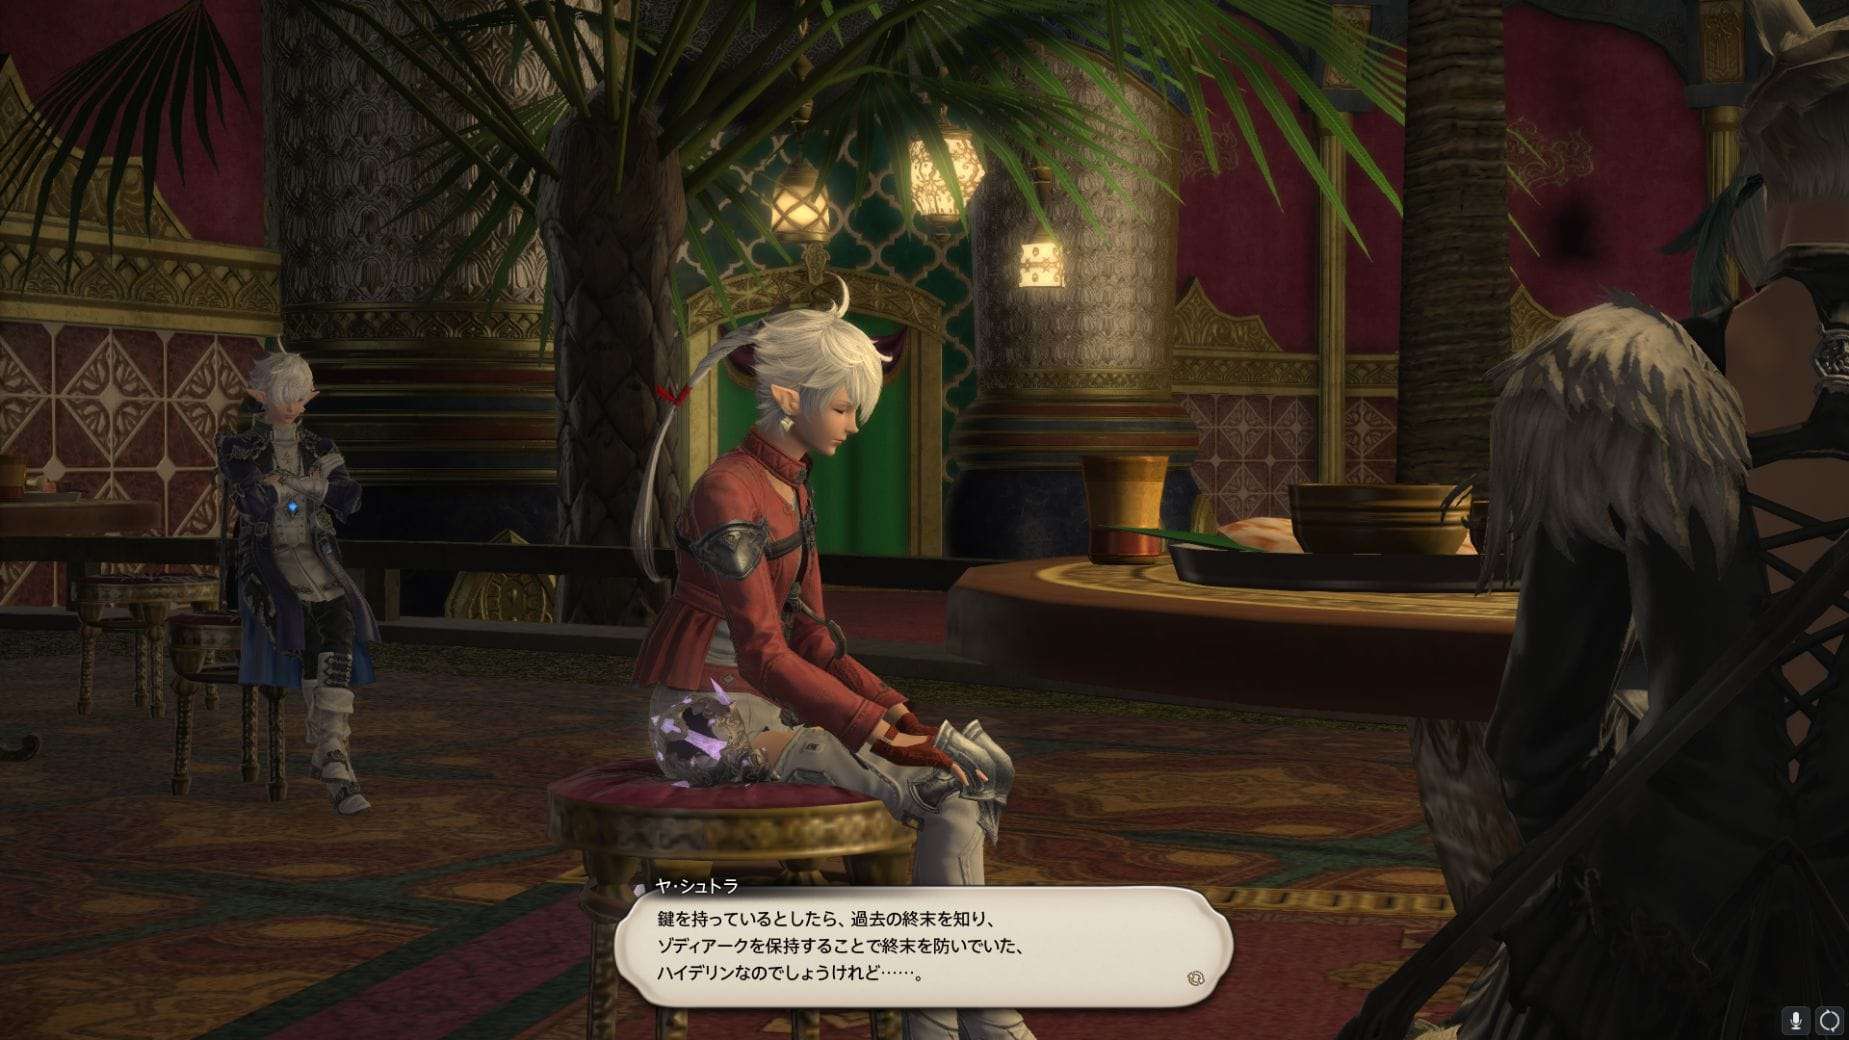 ヤ・シュトラ
鍵を持っているとしたら、過去の終末を知り、
ゾディアークを保持することで終末を防いでいた、
ハイデリンなのでしょうけれど……。